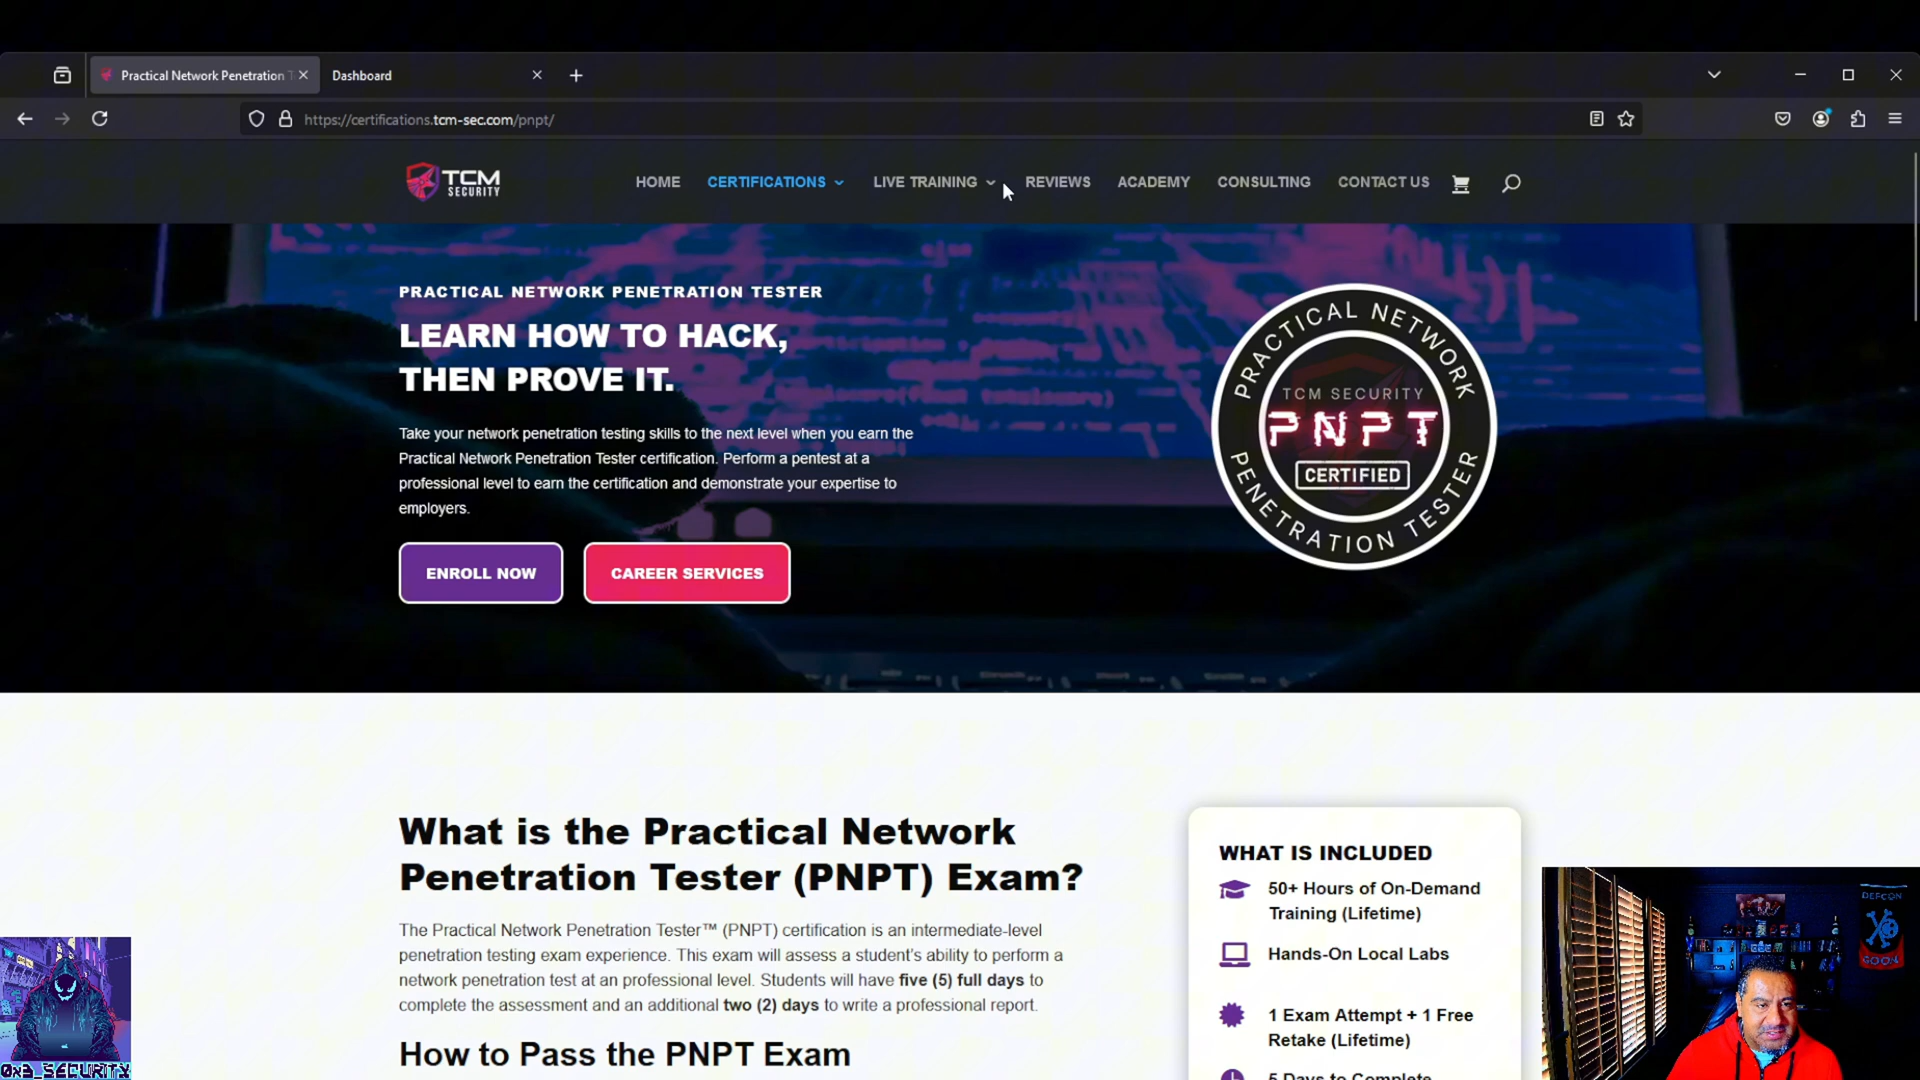 Practical Network Penetration T
Dashboard
https://certifications.tcm-sec.com/pnpt/
TCM
SECURITY
HOME
CERTIFICATIONS
LIVE TRAINING
REVIEWS
ACADEMY
CONSULTING
CONTACT US
PRACTICAL NETWORK PENETRATION TESTER
LEARN HOW TO HACK,
THEN PROVE IT.
Take your network penetration testing skills to the next level when you earn the
Practical Network Penetration Tester certification. Perform a pentest at a
professional level to earn the certification and demonstrate your expertise to
employers.
ENROLL NOW
CAREER SERVICES
PRACTICAL NETWORK
TCM SECURITY
PNPT
CERTIFIED
PENETRATION TESTER
What is the Practical Network
Penetration Tester (PNPT) Exam?
The Practical Network Penetration Tester™ (PNPT) certification is an intermediate-level
penetration testing exam experience. This exam will assess a student's ability to perform a
network penetration test at an professional level. Students will have five (5) full days to
complete the assessment and an additional two (2) days to write a professional report.
How to Pass the PNPT Exam
WHAT IS INCLUDED
50+ Hours of On-Demand
Training (Lifetime)
Hands-On Local Labs
1 Exam Attempt + 1 Free
Retake (Lifetime)
5 Days to Complete
0x3_SECURITY
DEFCON
GOON